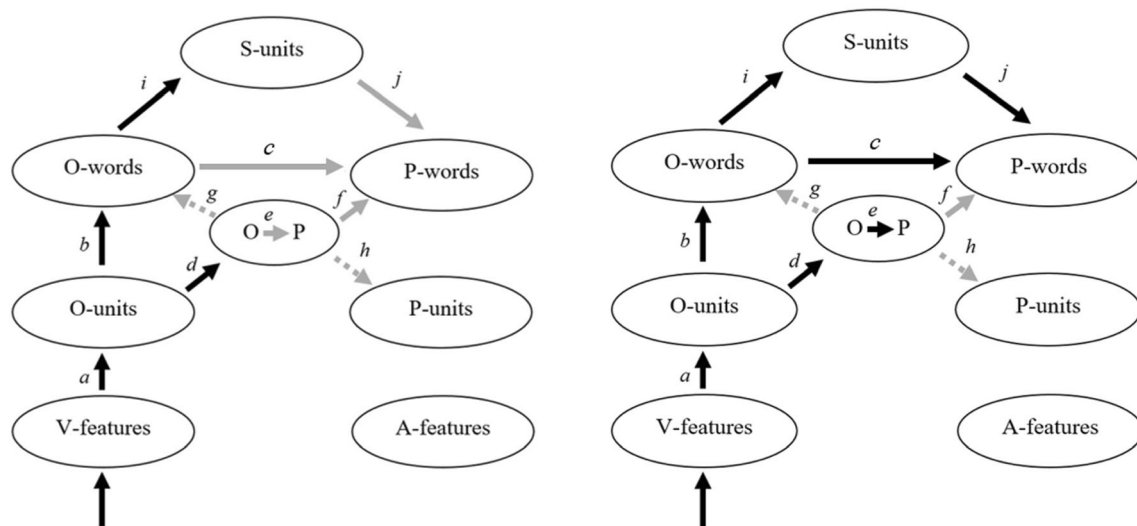 S-units
i
j
O-words
c
P-words
g
f
e
O P
b
h
d
O-units
P-units
a
V-features
A-features
S-units
i
j
O-words
c
P-words
g
f
e
O P
b
h
d
O-units
P-units
a
V-features
A-features